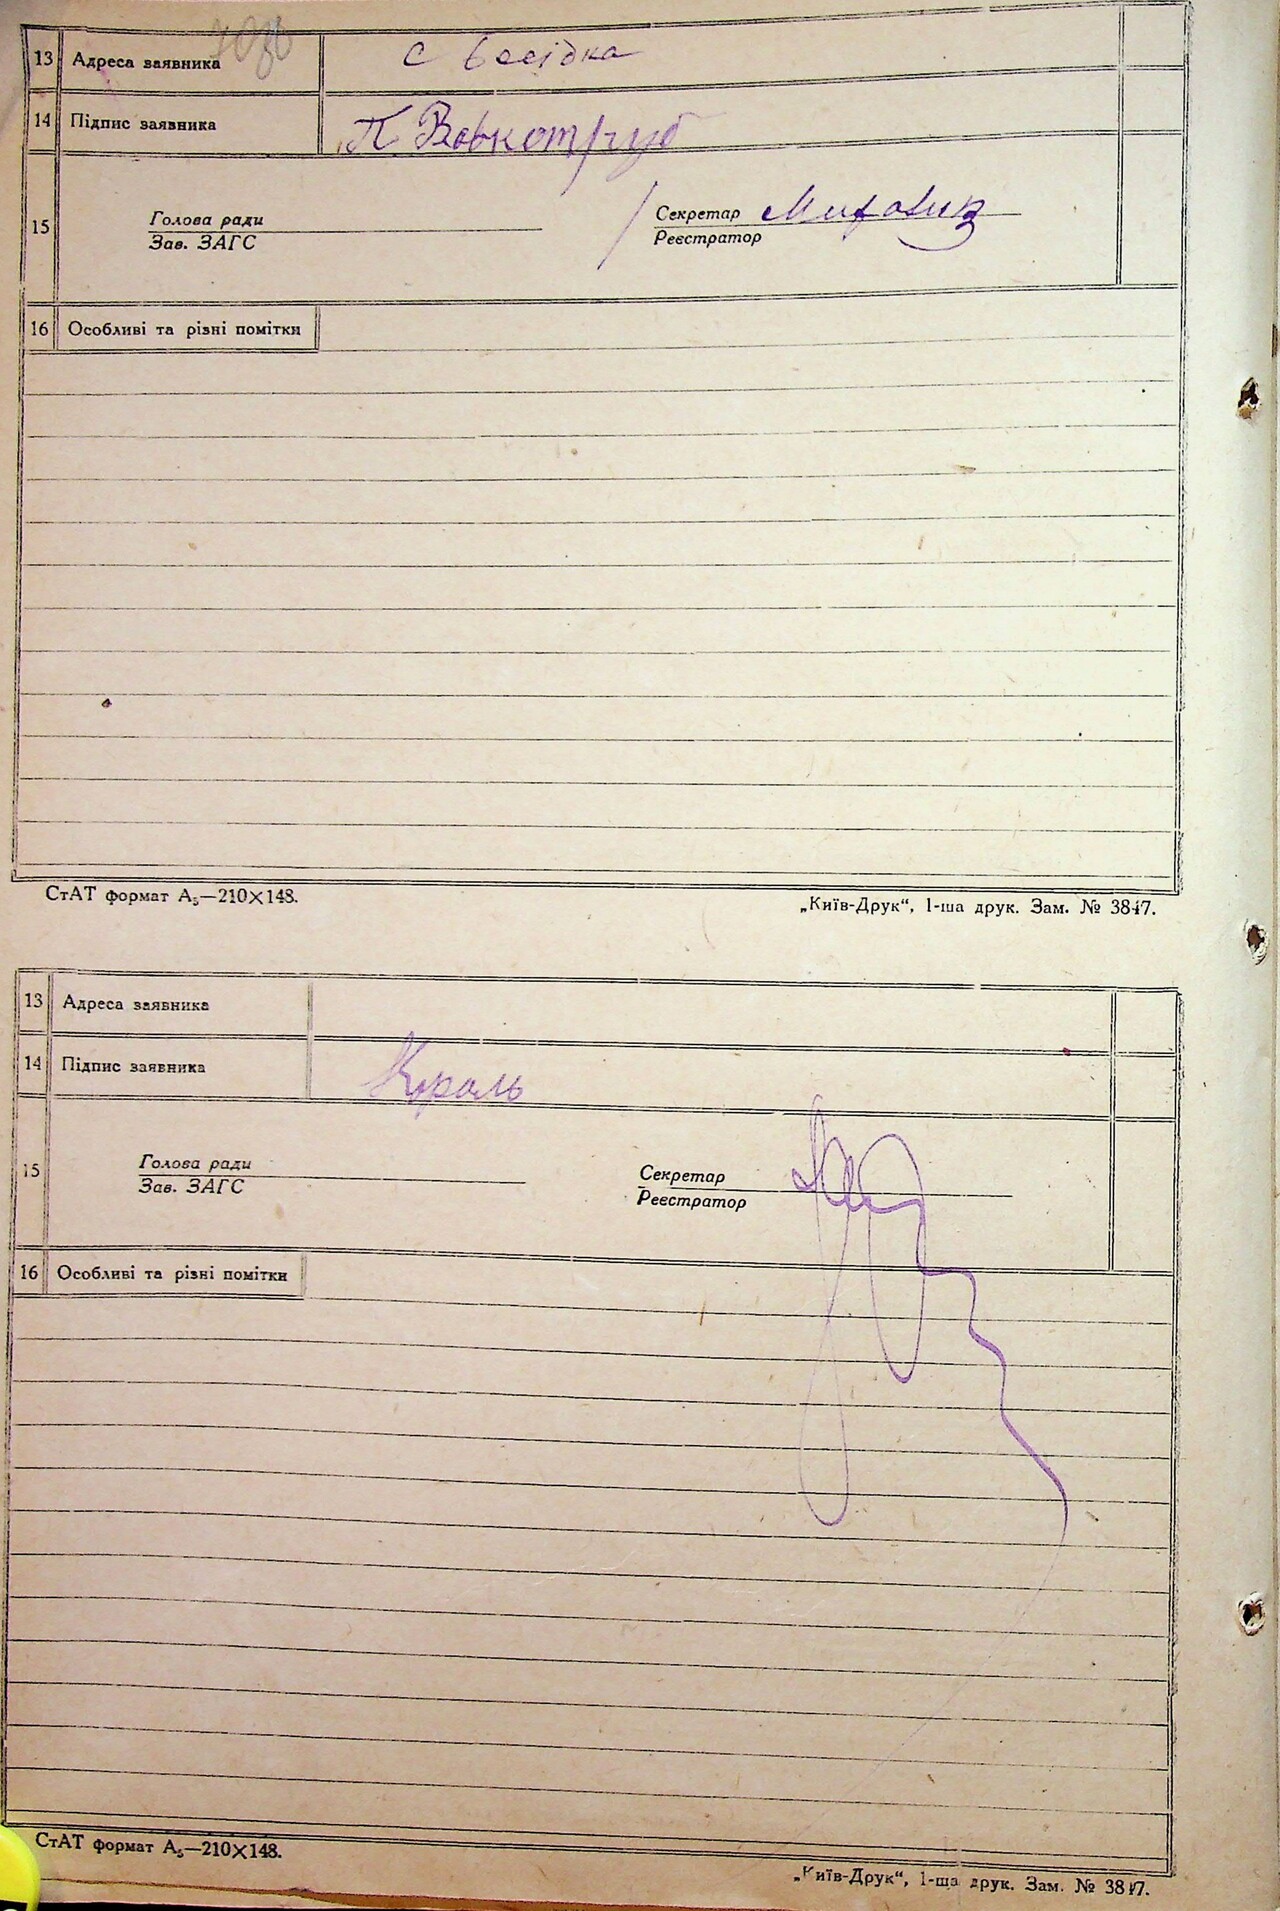 13 Адреса заявника с Бесідка
14 Підпис заявника П Вовкотруб
15 Голова ради Секретар
Зав. ЗАГС Реєстратор
16 Особливі та різні помітки
СтАТ формат А5—210×148.
„Київ-Друк“, 1-ша друк. Зам. № 3847.
13 Адреса заявника
14 Підпис заявника Король
15 Голова ради Секретар
Зав. ЗАГС Реєстратор
16 Особливі та різні помітки
СтАТ формат А5—210×148.
„Київ-Друк“, 1-ша друк. Зам. № 3847.